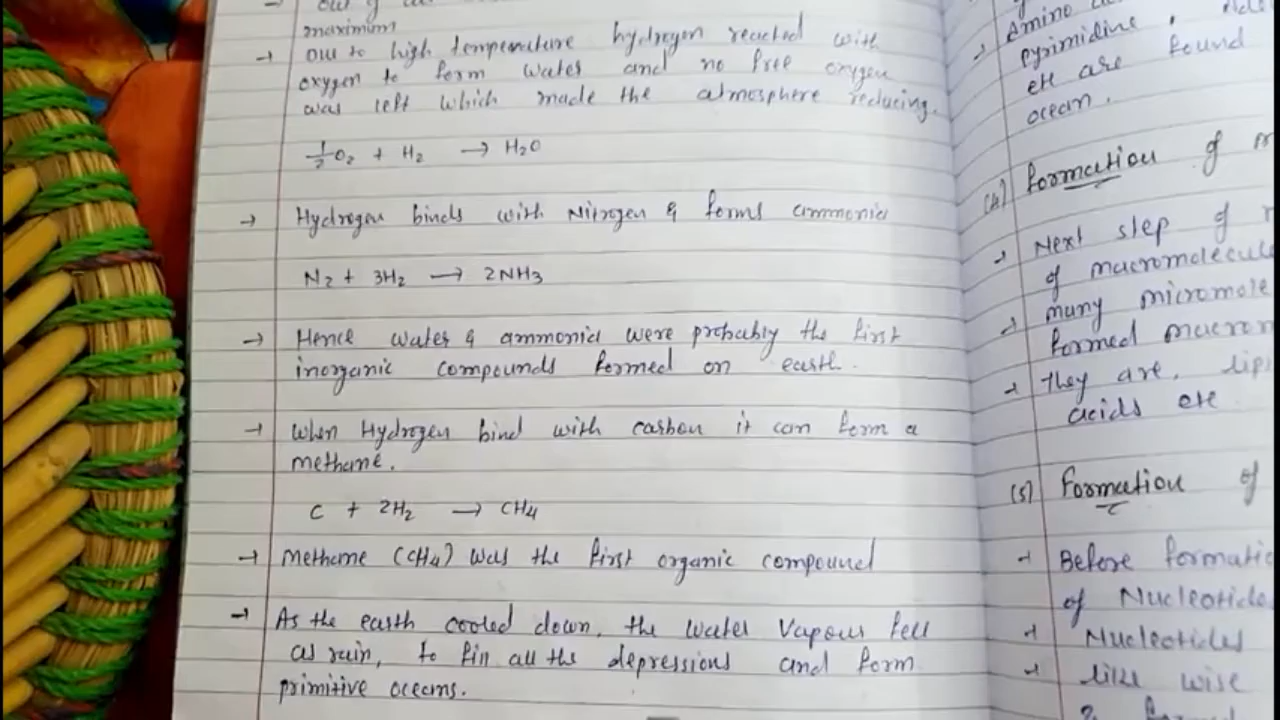 maximum
→ Due to high temperature hydrogen reacted with
oxygen to form water and no free oxygen
was left which made the atmosphere reducing.
½O₂ + H₂ → H₂O
→ Hydrogen binds with Nitrogen & forms ammonia
N₂ + 3H₂ → 2NH₃
→ Hence water & ammonia were probably the first
inorganic compounds formed on earth.
→ When Hydrogen bind with carbon it can form a
methane.
C + 2H₂ → CH₄
→ Methane (CH₄) was the first organic compound
→ As the earth cooled down, the water vapour fell
as rain, to fill all the depressions and form
primitive oceans.
→ Amino
pyrimidine,
etc are found
ocean.
(4) Formation of
→ Next step of
of macromolecule
→ many micromole
formed macrom
→ They are, lipi
acids etc
(5) Formation of
→ Before formatio
of Nucleotide
→ Nucleotides
→ like wise